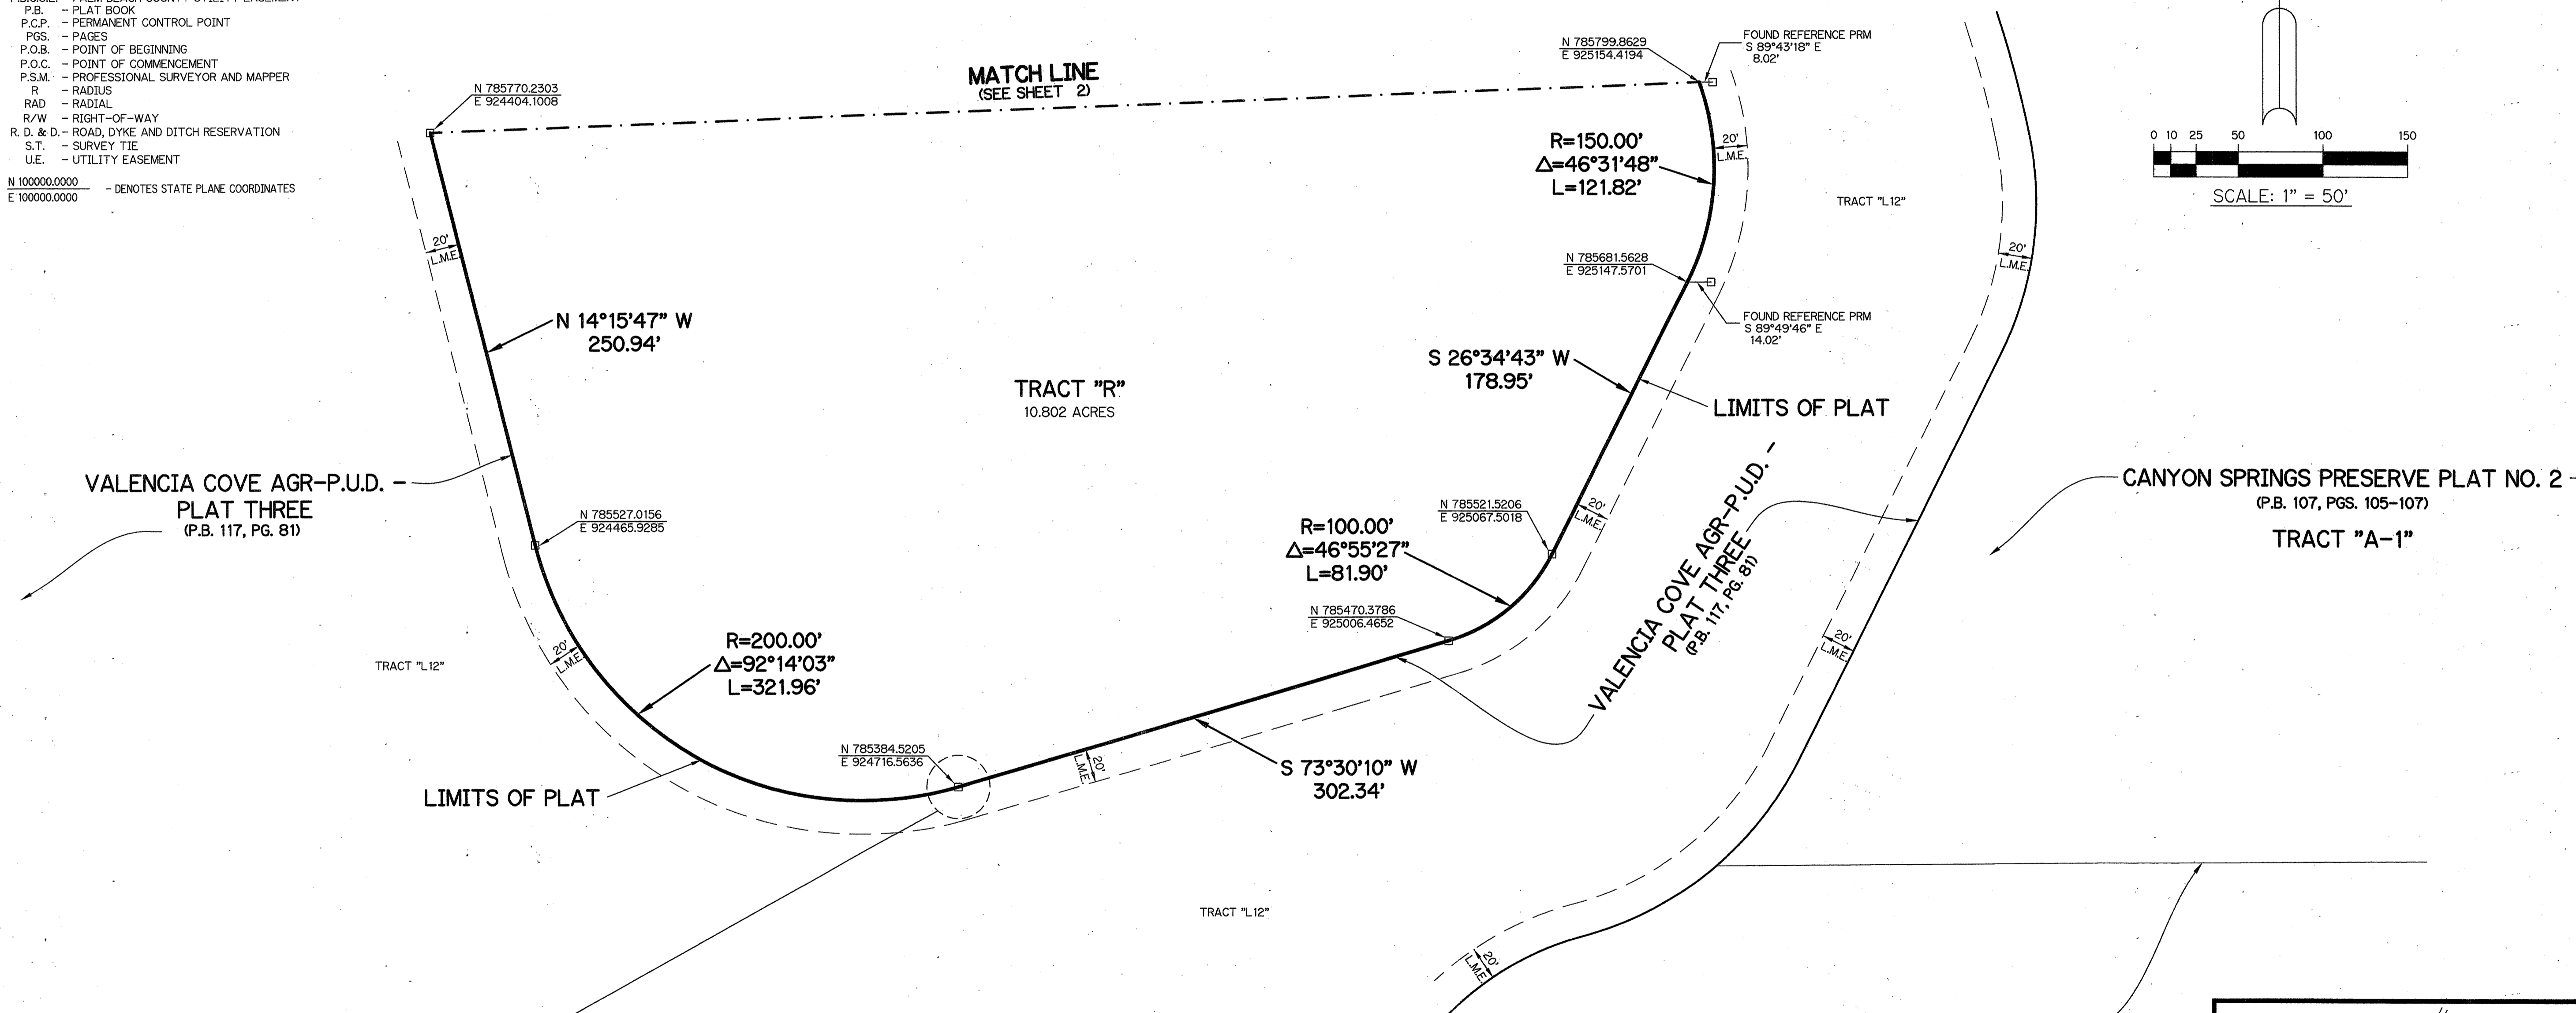 P.B. - PLAT BOOK
P.C.P. - PERMANENT CONTROL POINT
PGS. - PAGES
P.O.B. - POINT OF BEGINNING
P.O.C. - POINT OF COMMENCEMENT
P.S.M. - PROFESSIONAL SURVEYOR AND MAPPER
R - RADIUS
RAD - RADIAL
R/W - RIGHT-OF-WAY
R. D. & D. - ROAD, DYKE AND DITCH RESERVATION
S.T. - SURVEY TIE
U.E. - UTILITY EASEMENT
N 100000.0000
E 100000.0000
- DENOTES STATE PLANE COORDINATES
N 785770.2303
E 924404.1008
MATCH LINE
(SEE SHEET 2)
N 785799.8629
E 925154.4194
FOUND REFERENCE PRM
S 89°43'18" E
8.02'
0 10 25 50 100 150
SCALE: 1" = 50'
R=150.00'
Δ=46°31'48"
L=121.82'
20'
L.M.E.
TRACT "L12"
20'
L.M.E.
20'
L.M.E.
N 785681.5628
E 925147.5701
FOUND REFERENCE PRM
S 89°49'46" E
14.02'
N 14°15'47" W
250.94'
S 26°34'43" W
178.95'
TRACT "R"
10.802 ACRES
LIMITS OF PLAT
VALENCIA COVE AGR-P.U.D. -
PLAT THREE
(P.B. 117, PG. 81)
CANYON SPRINGS PRESERVE PLAT NO. 2 -
(P.B. 107, PGS. 105-107)
TRACT "A-1"
N 785527.0156
E 924465.9285
N 785521.5206
E 925067.5018
20'
L.M.E.
R=100.00'
Δ=46°55'27"
L=81.90'
VALENCIA COVE AGR-P.U.D. -
PLAT THREE
(P.B. 117, PG. 81)
N 785470.3786
E 925006.4652
R=200.00'
Δ=92°14'03"
L=321.96'
20'
L.M.E.
TRACT "L12"
20'
L.M.E.
N 785384.5205
E 924716.5636
20'
L.M.E.
S 73°30'10" W
302.34'
LIMITS OF PLAT
TRACT "L12"
20'
L.M.E.